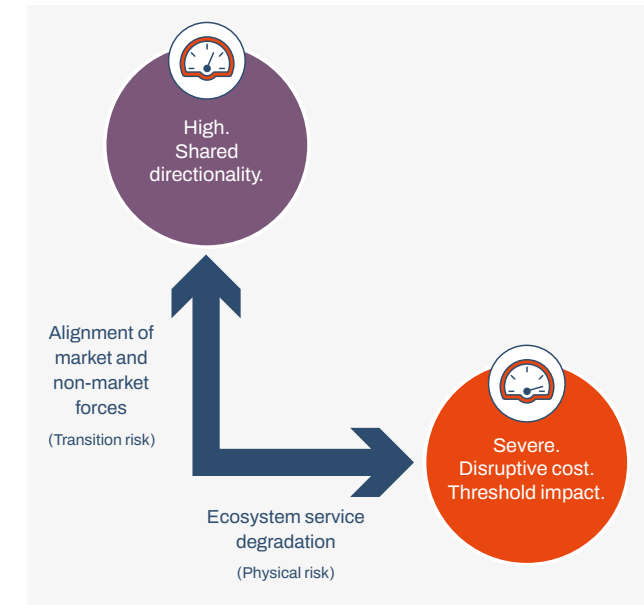 High.
Shared
directionality.
Alignment of
market and
non-market
forces
(Transition risk)
Severe.
Disruptive cost.
Threshold impact.
Ecosystem service
degradation
(Physical risk)